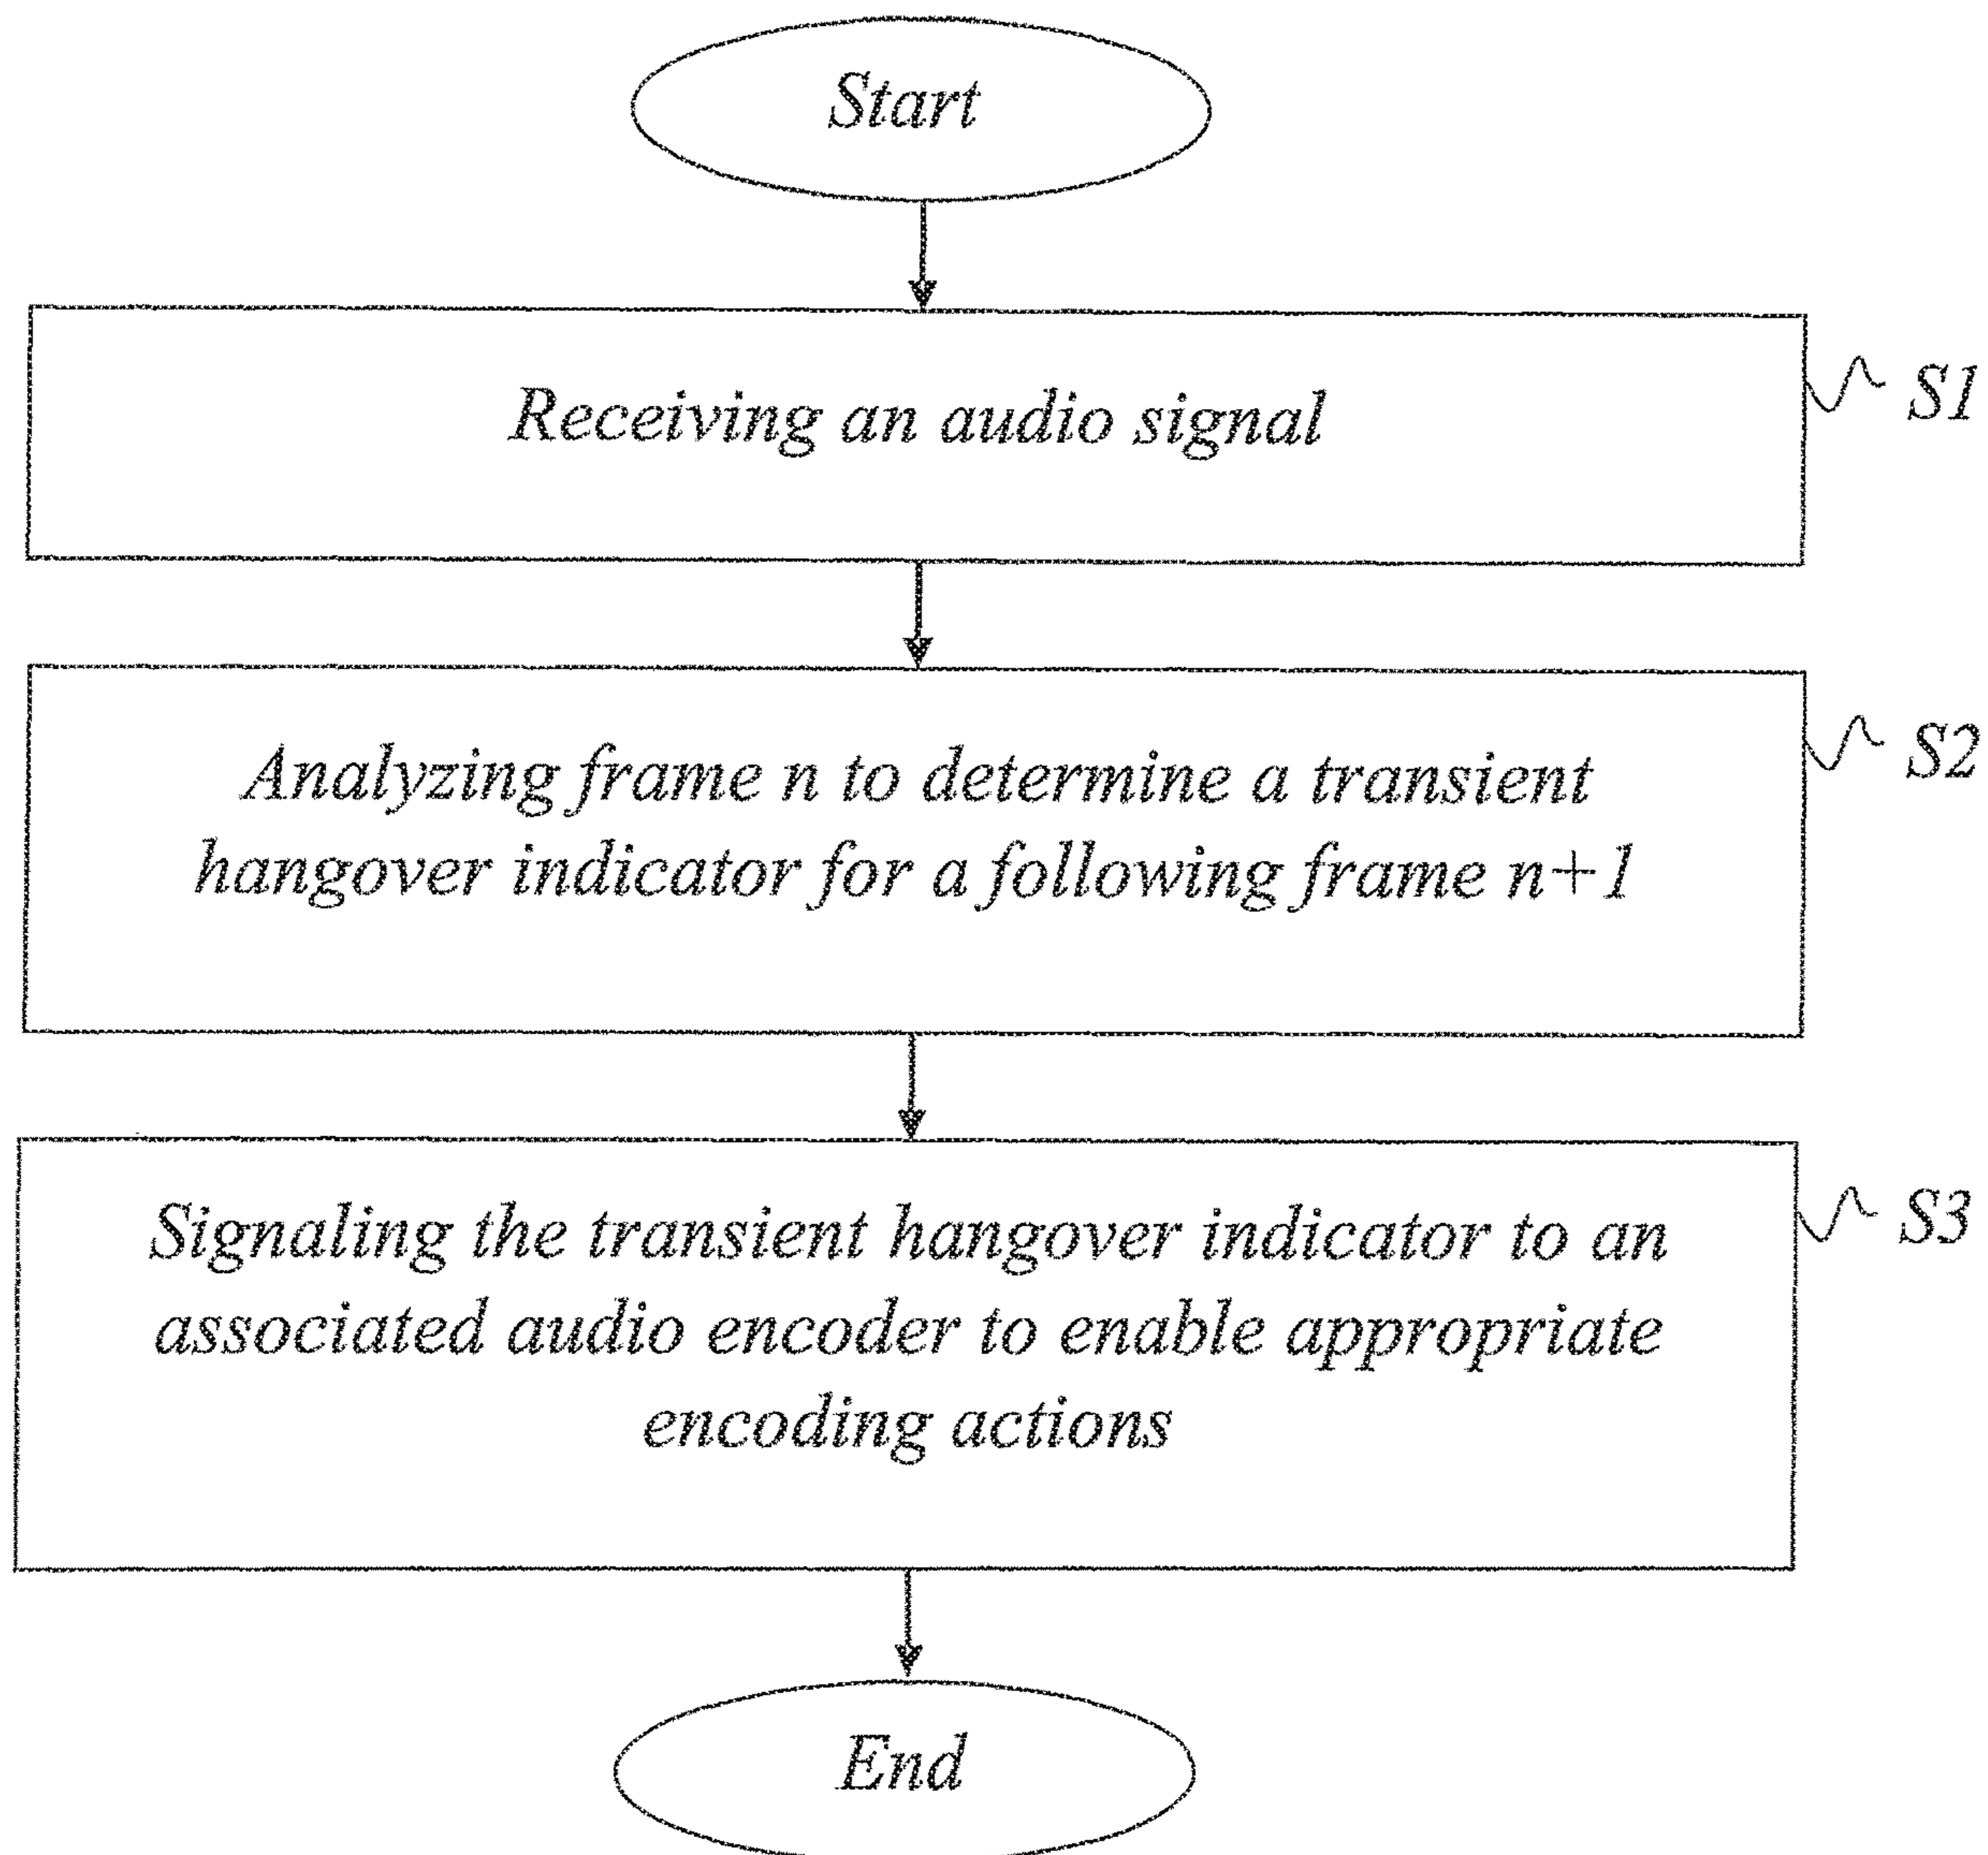 Start
Receiving an audio signal
S1
Analyzing frame n to determine a transient
S2
hangover indicator for a following frame n+1
Signaling the transient hangover indicator to an
S3
associated audio encoder to enable appropriate
encoding actions
End